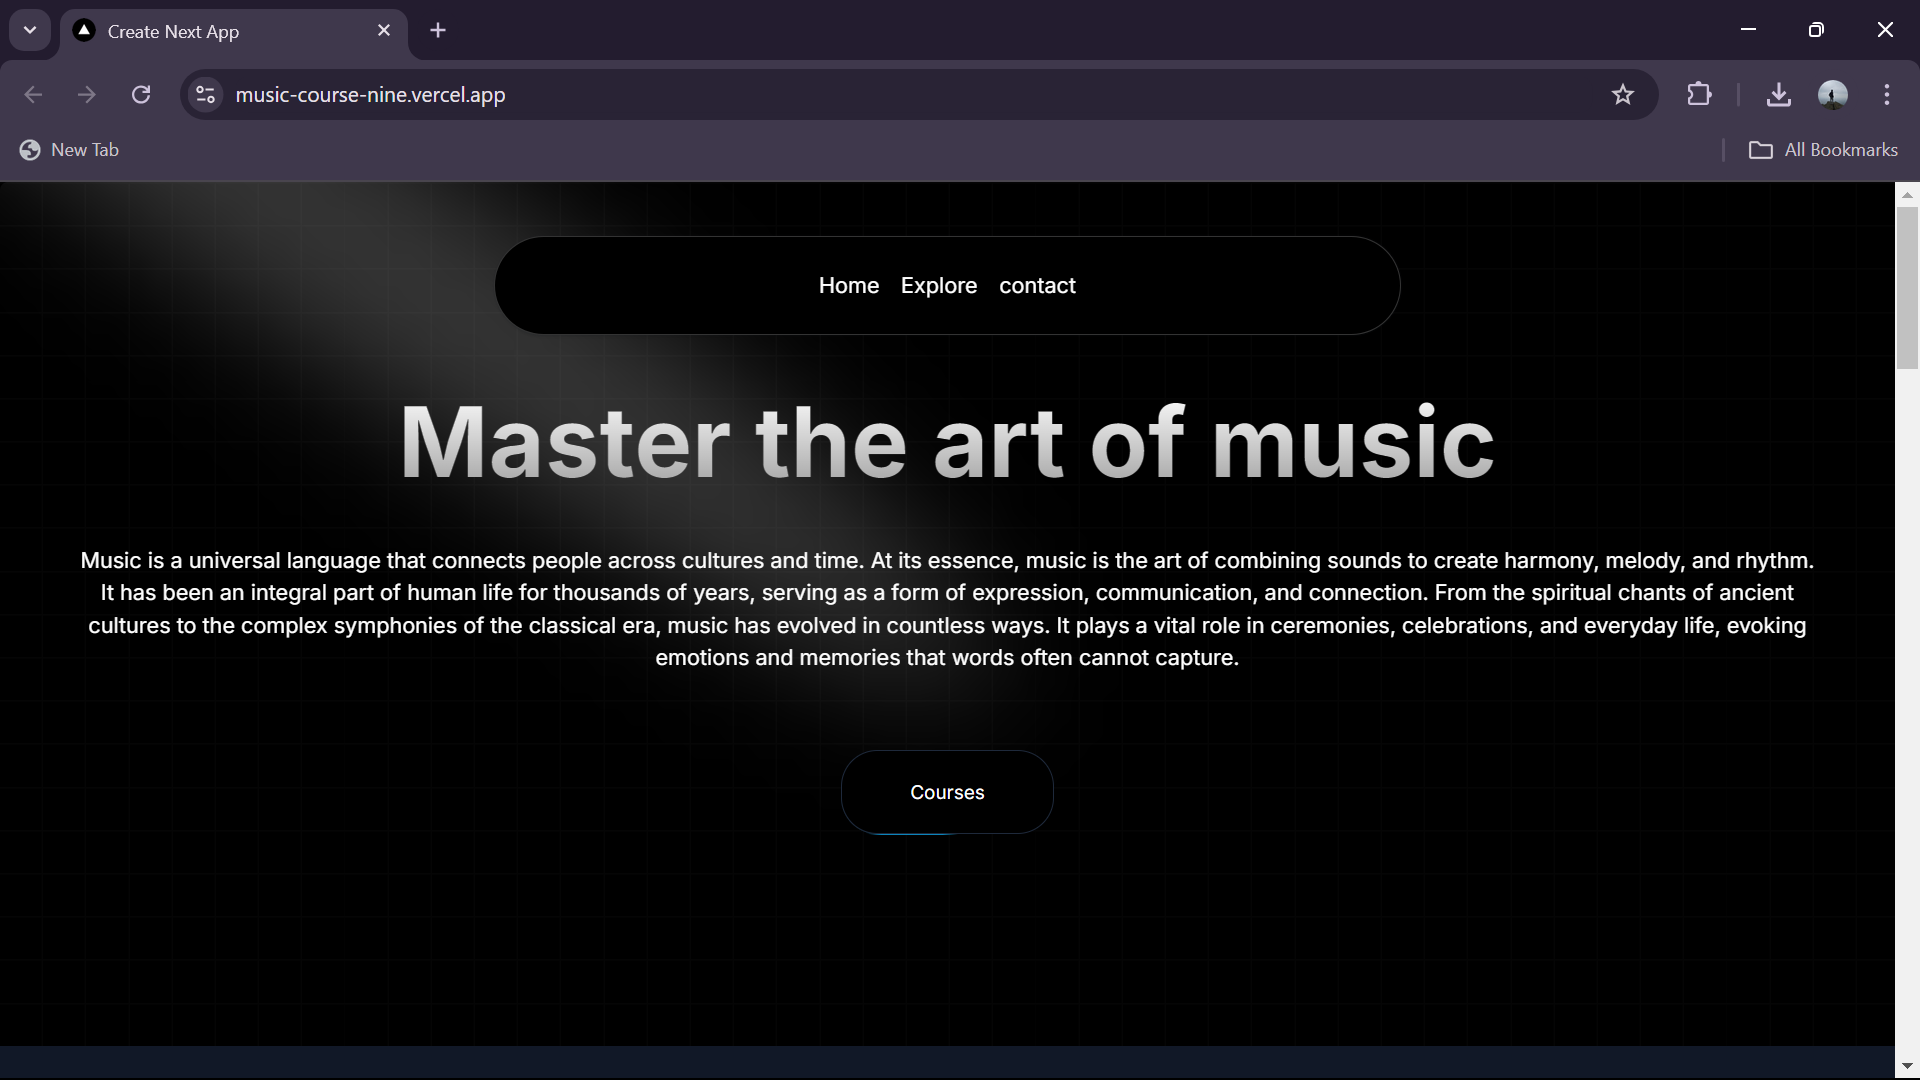 Create Next App
music-course-nine.vercel.app
New Tab
All Bookmarks
Home Explore contact
Master the art of music
Music is a universal language that connects people across cultures and time. At its essence, music is the art of combining sounds to create harmony, melody, and rhythm.
It has been an integral part of human life for thousands of years, serving as a form of expression, communication, and connection. From the spiritual chants of ancient
cultures to the complex symphonies of the classical era, music has evolved in countless ways. It plays a vital role in ceremonies, celebrations, and everyday life, evoking
emotions and memories that words often cannot capture.
Courses